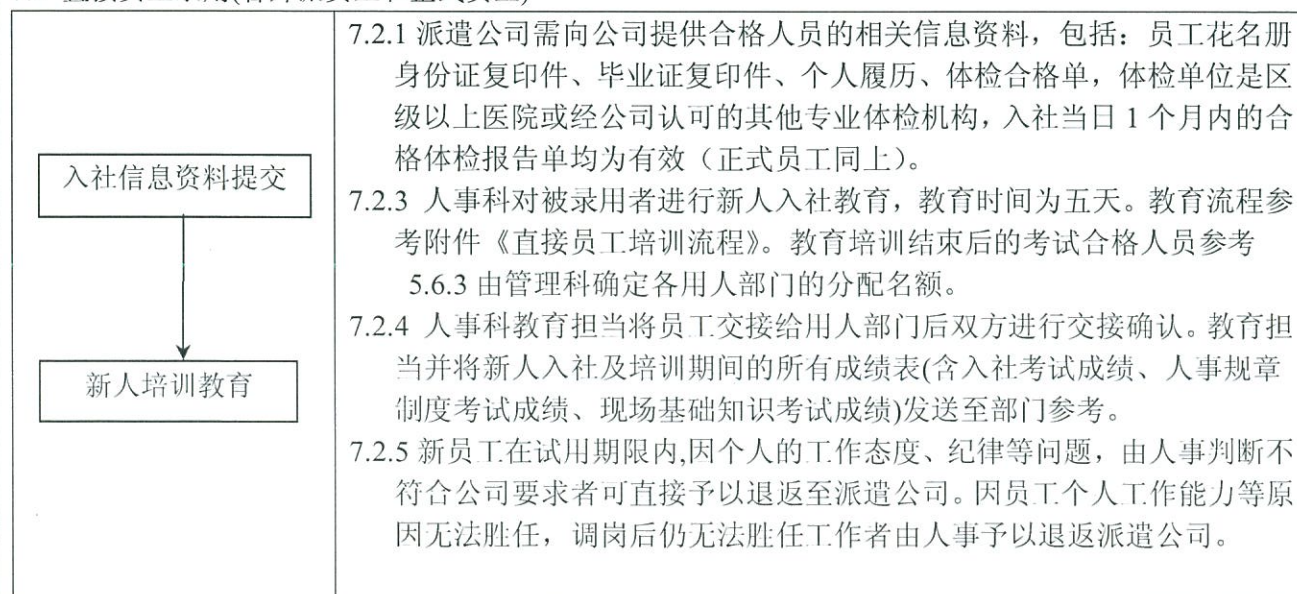 入社信息资料提交
新人培训教育
7.2.1 派遣公司需向公司提供合格人员的相关信息资料，包括：员工花名册
身份证复印件、毕业证复印件、个人履历、体检合格单，体检单位是区
级以上医院或经公司认可的其他专业体检机构，入社当日 1 个月内的合
格体检报告单均为有效（正式员工同上）。
7.2.3 人事科对被录用者进行新人入社教育，教育时间为五天。教育流程参
考附件《直接员工培训流程》。教育培训结束后的考试合格人员参考
5.6.3 由管理科确定各用人部门的分配名额。
7.2.4 人事科教育担当将员工交接给用人部门后双方进行交接确认。教育担
当并将新人入社及培训期间的所有成绩表(含入社考试成绩、人事规章
制度考试成绩、现场基础知识考试成绩)发送至部门参考。
7.2.5 新员工在试用期限内,因个人的工作态度、纪律等问题，由人事判断不
符合公司要求者可直接予以退返至派遣公司。因员工个人工作能力等原
因无法胜任，调岗后仍无法胜任工作者由人事予以退返派遣公司。